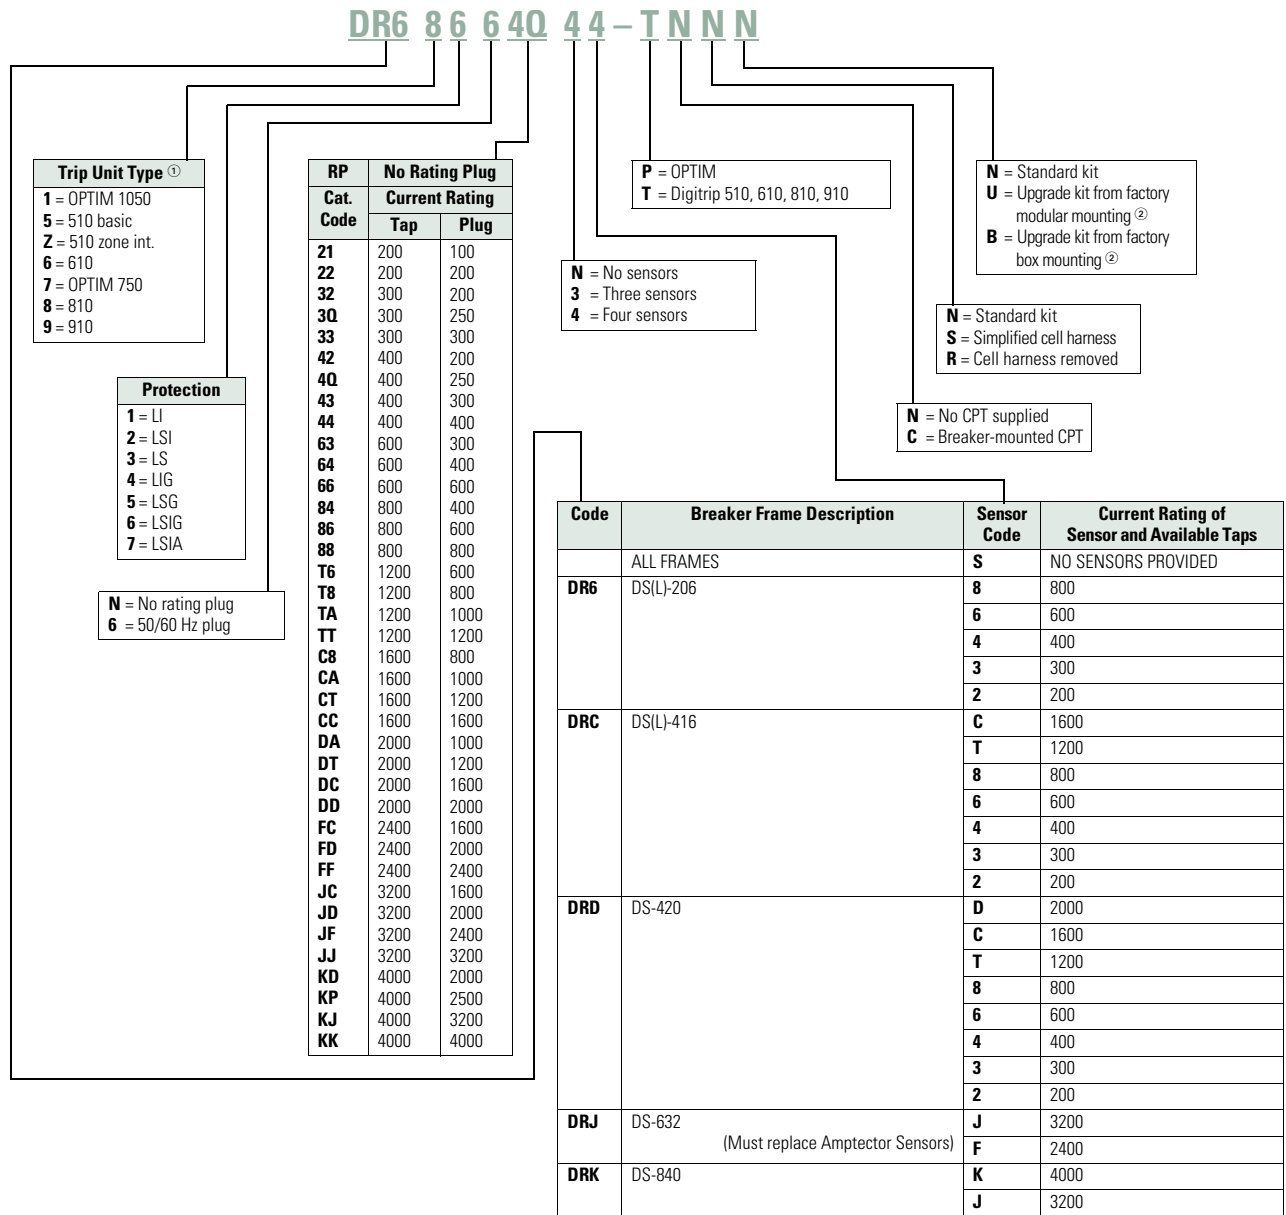 DR6 8 6 6 4Q 4 4 – T N N N
Trip Unit Type ①
1 = OPTIM 1050
5 = 510 basic
Z = 510 zone int.
6 = 610
7 = OPTIM 750
8 = 810
9 = 910
Protection
1 = LI
2 = LSI
3 = LS
4 = LIG
5 = LSG
6 = LSIG
7 = LSIA
N = No rating plug
6 = 50/60 Hz plug
RP No Rating Plug
Cat. Code Current Rating
Tap Plug
21 200 100
22 200 200
32 300 200
3Q 300 250
33 300 300
42 400 200
4Q 400 250
43 400 300
44 400 400
63 600 300
64 600 400
66 600 600
84 800 400
86 800 600
88 800 800
T6 1200 600
T8 1200 800
TA 1200 1000
TT 1200 1200
C8 1600 800
CA 1600 1000
CT 1600 1200
CC 1600 1600
DA 2000 1000
DT 2000 1200
DC 2000 1600
DD 2000 2000
FC 2400 1600
FD 2400 2000
FF 2400 2400
JC 3200 1600
JD 3200 2000
JF 3200 2400
JJ 3200 3200
KD 4000 2000
KP 4000 2500
KJ 4000 3200
KK 4000 4000
P = OPTIM
T = Digitrip 510, 610, 810, 910
N = No sensors
3 = Three sensors
4 = Four sensors
N = Standard kit
U = Upgrade kit from factory
modular mounting ②
B = Upgrade kit from factory
box mounting ②
N = Standard kit
S = Simplified cell harness
R = Cell harness removed
N = No CPT supplied
C = Breaker-mounted CPT
Code Breaker Frame Description Sensor Code Current Rating of Sensor and Available Taps
ALL FRAMES S NO SENSORS PROVIDED
DR6 DS(L)-206 8 800
6 600
4 400
3 300
2 200
DRC DS(L)-416 C 1600
T 1200
8 800
6 600
4 400
3 300
2 200
DRD DS-420 D 2000
C 1600
T 1200
8 800
6 600
4 400
3 300
2 200
DRJ DS-632 J 3200
(Must replace Amptector Sensors) F 2400
DRK DS-840 K 4000
J 3200